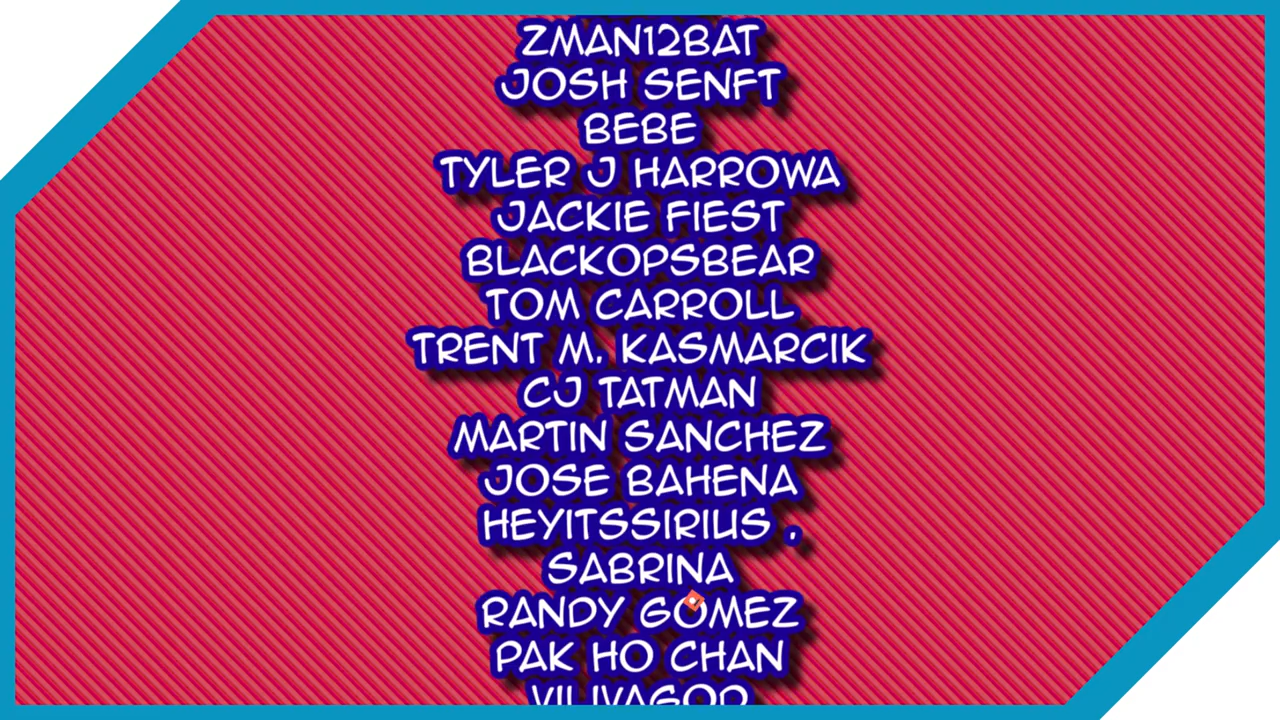 ZMAN12BAT
JOSH SENFT
BEBE
TYLER J HARROWA
JACKIE FIEST
BLACKOPSBEAR
TOM CARROLL
TRENT M. KASMARCIK
CJ TATMAN
MARTIN SANCHEZ
JOSE BAHENA
HEYITSSIRIUS .
SABRINA
RANDY GOMEZ
PAK HO CHAN